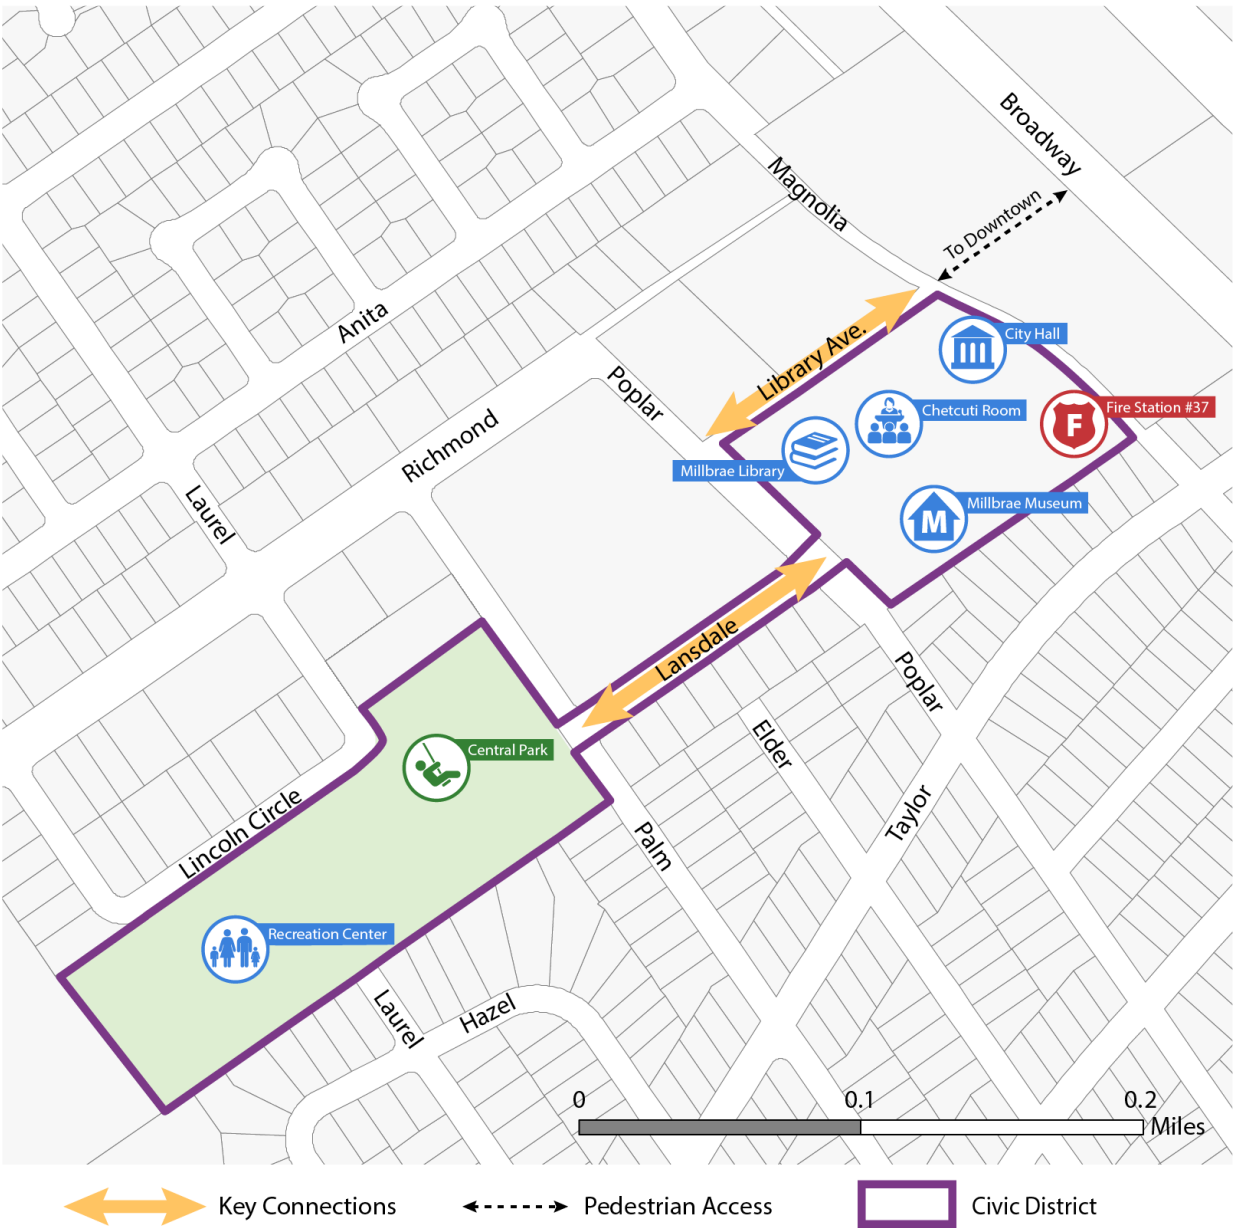 Broadway
Magnolia
To Downtown
Anita
Library Ave.
City Hall
Poplar
Chetcuti Room
Fire Station #37
F
Richmond
Millbrae Library
Laurel
Millbrae Museum
M
Lansdale
Poplar
Elder
Central Park
Lincoln Circle
Taylor
Palm
Recreation Center
Laurel
Hazel
0 0.1 0.2
Miles
Key Connections
Pedestrian Access
Civic District